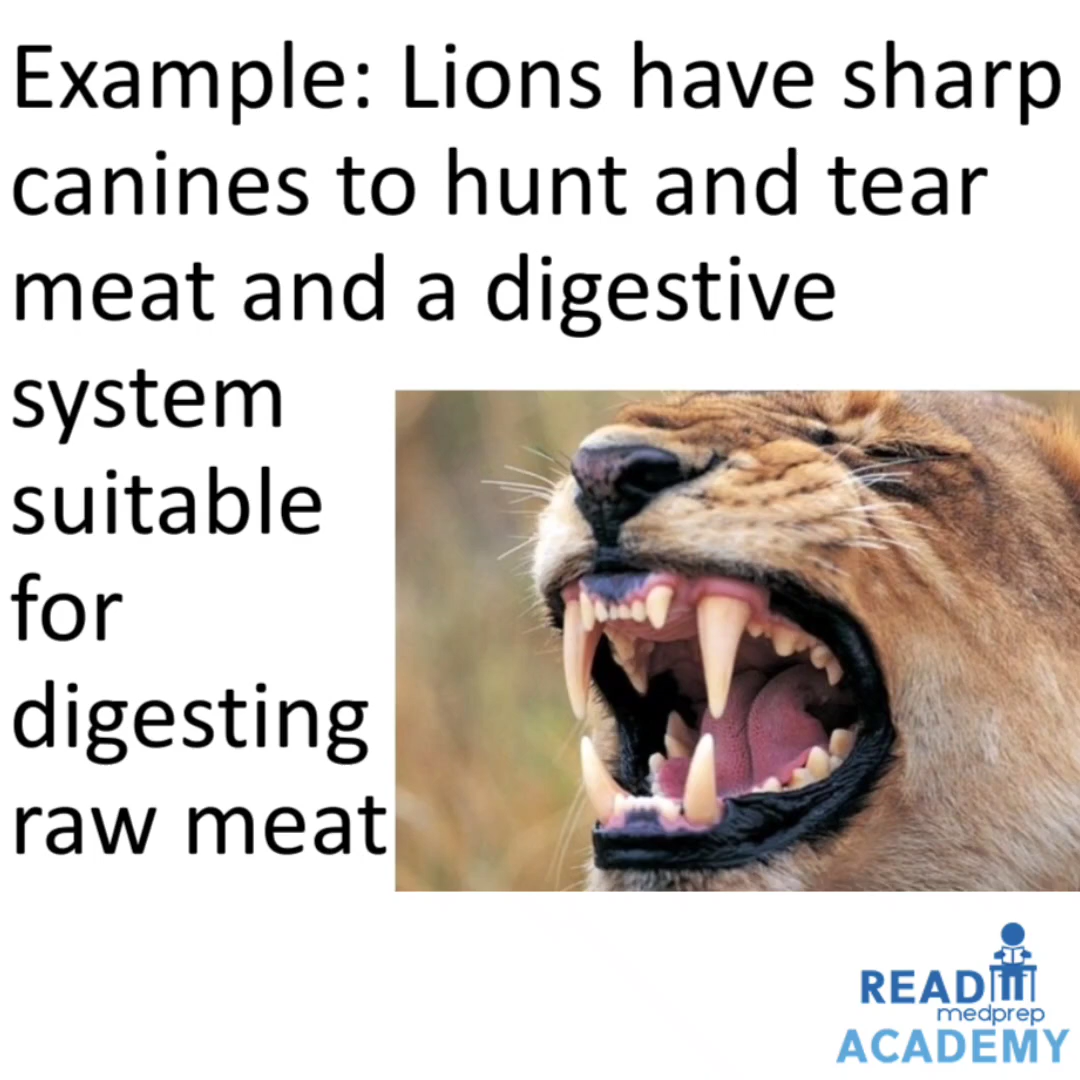 Example: Lions have sharp
canines to hunt and tear
meat and a digestive
system
suitable
for
digesting
raw meat
READ
medprep
ACADEMY